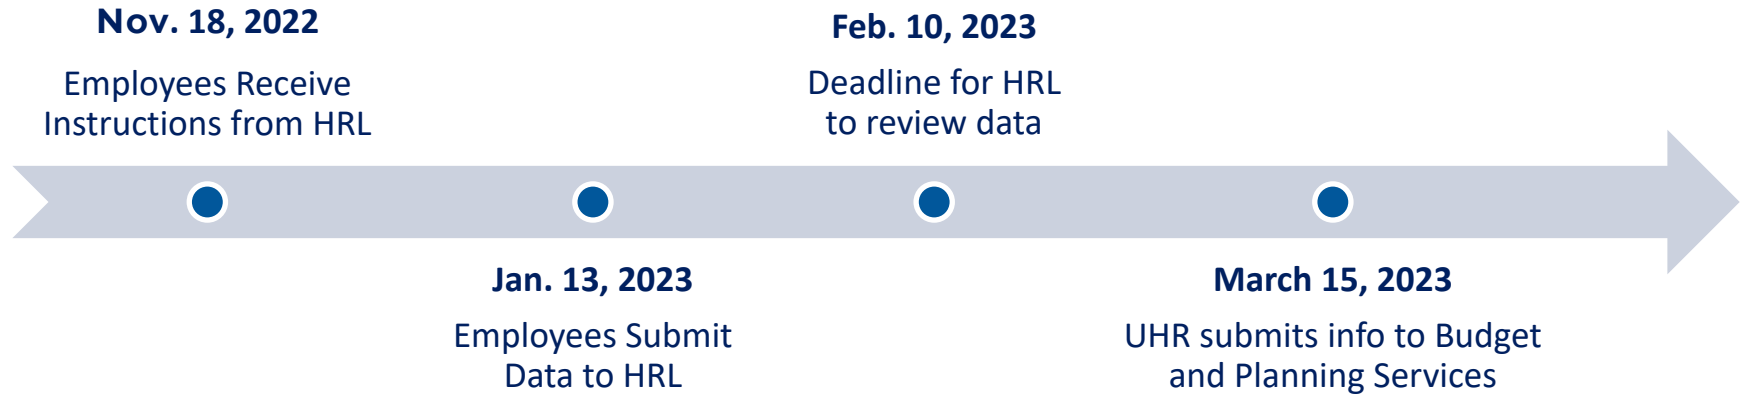 Nov. 18, 2022
Employees Receive
Instructions from HRL
Jan. 13, 2023
Employees Submit
Data to HRL
Feb. 10, 2023
Deadline for HRL
to review data
March 15, 2023
UHR submits info to Budget
and Planning Services